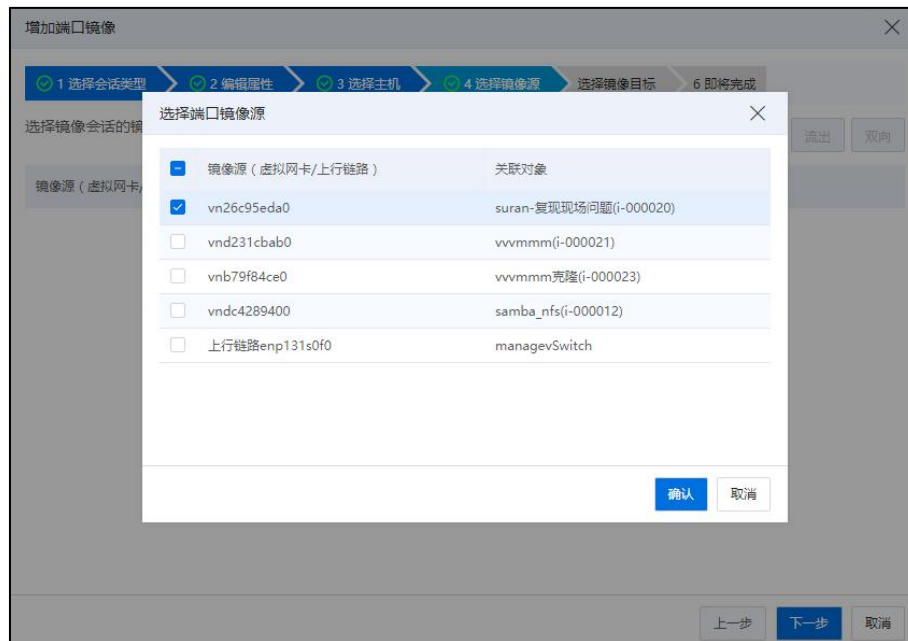 增加端口镜像
1 选择会话类型 2 编辑属性 3 选择主机 4 选择镜像源 选择镜像目标 6 即将完成
选择镜像会话的镜
流出 双向
镜像源（虚拟网卡/
选择端口镜像源
镜像源（虚拟网卡/上行链路） 关联对象
vn26c95eda0 suran-复现现场问题(i-000020)
vnd231cbab0 vvvmmm(i-000021)
vnb79f84ce0 vvvmmm克隆(i-000023)
vndc4289400 samba_nfs(i-000012)
上行链路enp131s0f0 managevSwitch
确认 取消
上一步 下一步 取消